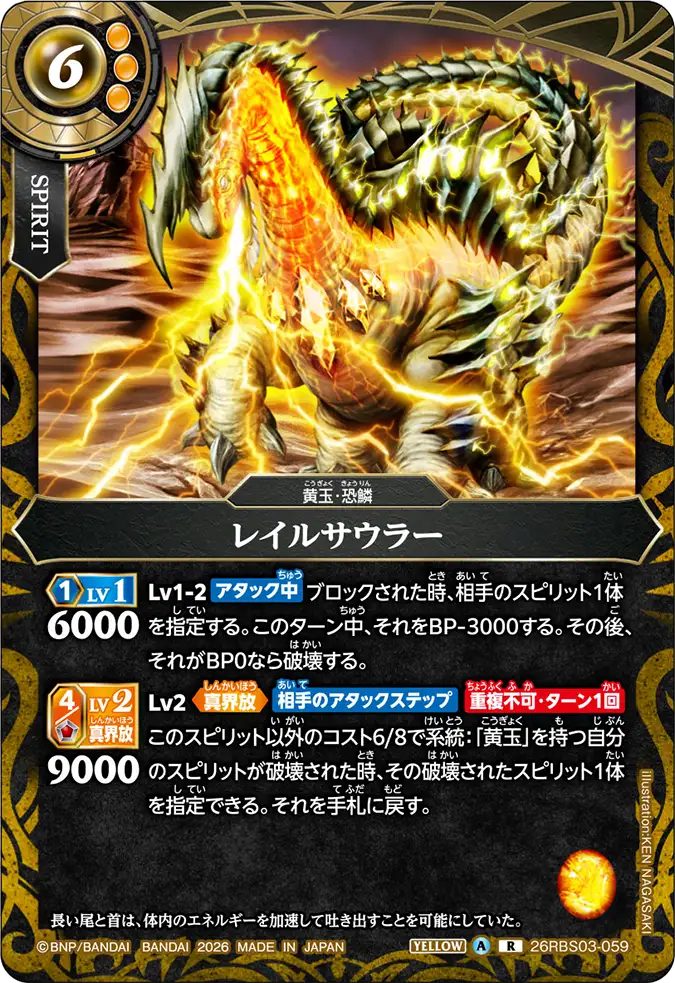 6
SPIRIT
こうぎょく きょうりん
黄玉・恐鱗
レイルサウラー
1 LV1
6000
Lv1-2 アタック中 ブロックされた時、相手のスピリット1体
を指定する。このターン中、それをBP-3000する。その後、
それがBP0なら破壊する。
4 LV2
真界放
9000
Lv2 真界放 相手のアタックステップ 重複不可・ターン1回
このスピリット以外のコスト6/8で系統:「黄玉」を持つ自分
のスピリットが破壊された時、その破壊されたスピリット1体
を指定できる。それを手札に戻す。
illustration:KEN NAGASAKI
長い尾と首は、体内のエネルギーを加速して吐き出すことを可能にしていた。
©BNP/BANDAI BANDAI 2026 MADE IN JAPAN YELLOW A R 26RBS03-059